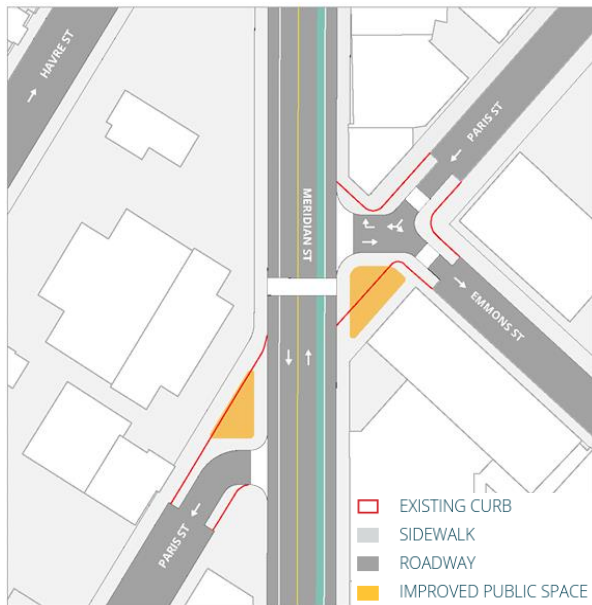 HAVRE ST
MERIDIAN ST
PARIS ST
EMMONS ST
PARIS ST
EXISTING CURB
SIDEWALK
ROADWAY
IMPROVED PUBLIC SPACE